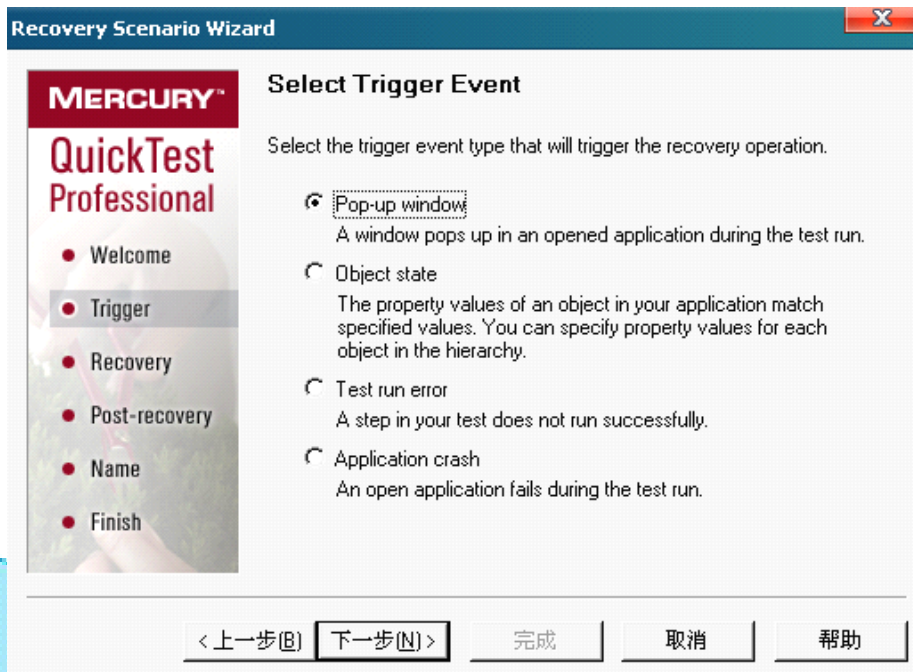 Recovery Scenario Wizard
MERCURY™
QuickTest
Professional
Welcome
Trigger
Recovery
Post-recovery
Name
Finish
Select Trigger Event
Select the trigger event type that will trigger the recovery operation.
Pop-up window
A window pops up in an opened application during the test run.
Object state
The property values of an object in your application match
specified values. You can specify property values for each
object in the hierarchy.
Test run error
A step in your test does not run successfully.
Application crash
An open application fails during the test run.
<上一步(B) 下一步(N)> 完成 取消 帮助